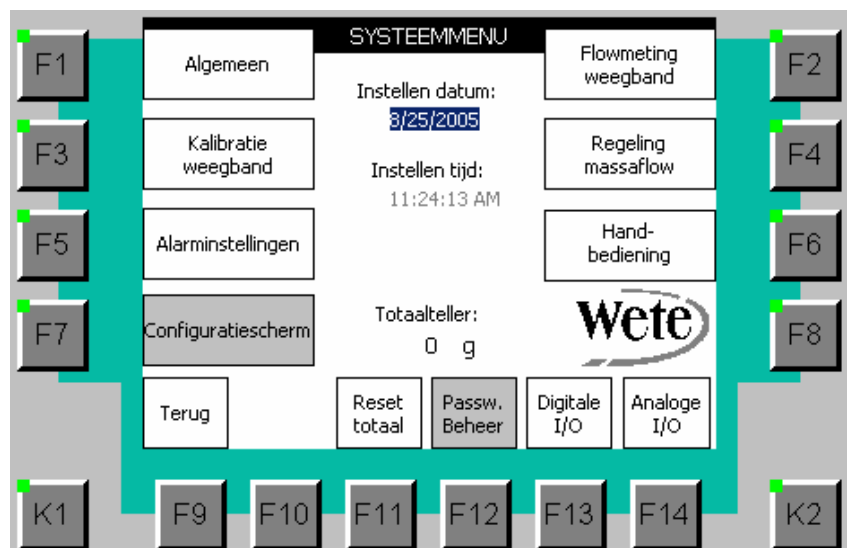 SYSTEEMMENU
F1
Algemeen
Instellen datum:
8/25/2005
Flowmeting
weegband
F2
F3
Kalibratie
weegband
Instellen tijd:
11:24:13 AM
Regeling
massaflow
F4
F5
Alarminstellingen
Hand-
bediening
F6
F7
Configuratiescherm
Totaalteller:
0 g
Wete
F8
Terug
Reset
totaal
Passw.
Beheer
Digitale
I/O
Analoge
I/O
K1
F9
F10
F11
F12
F13
F14
K2